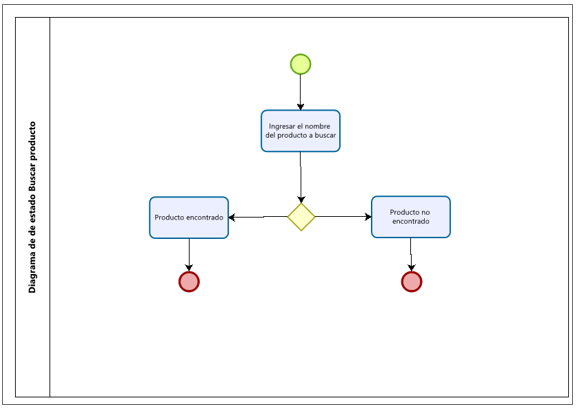 Diagrama de de estado Buscar producto
Ingresar el nombre
del producto a buscar
Producto encontrado
Producto no
encontrado